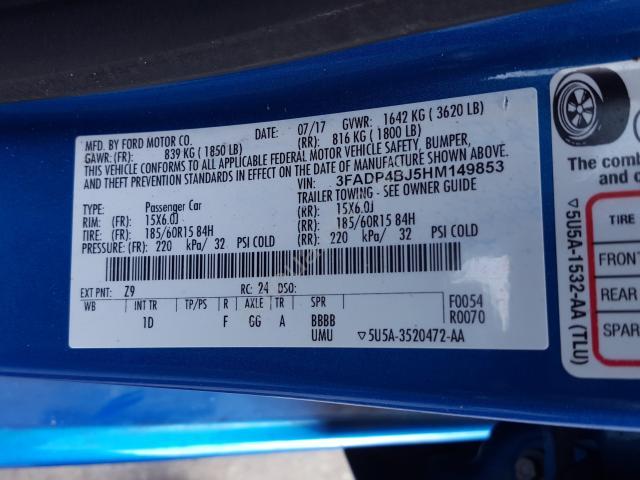 MFD. BY FORD MOTOR CO. DATE: 07/17 GVWR: 1642 KG ( 3620 LB)
GAWR: (FR): 839 KG ( 1850 LB) (RR): 816 KG ( 1800 LB)
THIS VEHICLE CONFORMS TO ALL APPLICABLE FEDERAL MOTOR VEHICLE SAFETY, BUMPER,
AND THEFT PREVENTION STANDARDS IN EFFECT ON THE DATE OF MANUFACTURE SHOWN ABOVE.
VIN: 3FADP4BJ5HM149853
TYPE: Passenger Car TRAILER TOWING - SEE OWNER GUIDE
RIM: (FR): 15X6.0J (RR): 15X6.0J
TIRE: (FR): 185/60R15 84H (RR): 185/60R15 84H
PRESSURE: (FR) 220 kPa/ 32 PSI COLD (RR) 220 kPa/ 32 PSI COLD
EXT PNT: Z9 RC: 24 DSO:
WB INT TR TP/PS R AXLE TR SPR F0054
1D F GG A BBBB R0070
UMU ▽5U5A-3520472-AA
▽5U5A-1532-AA (TLU)
The com
cars
TIRE
FRONT
REAR
SPAR